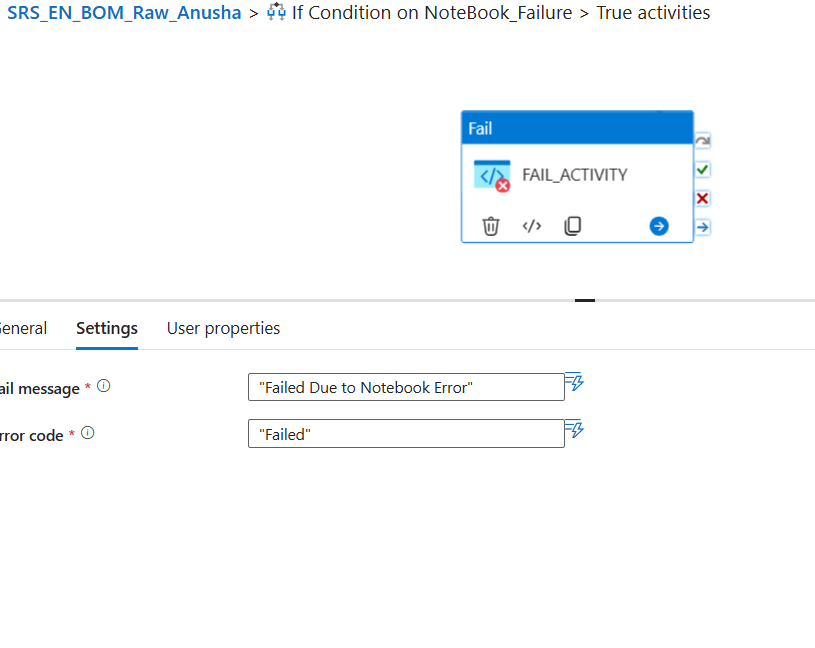 SRS_EN_BOM_Raw_Anusha > If Condition on NoteBook_Failure > True activities
Fail
FAIL_ACTIVITY
eneral Settings User properties
ail message * "Failed Due to Notebook Error"
rror code * "Failed"